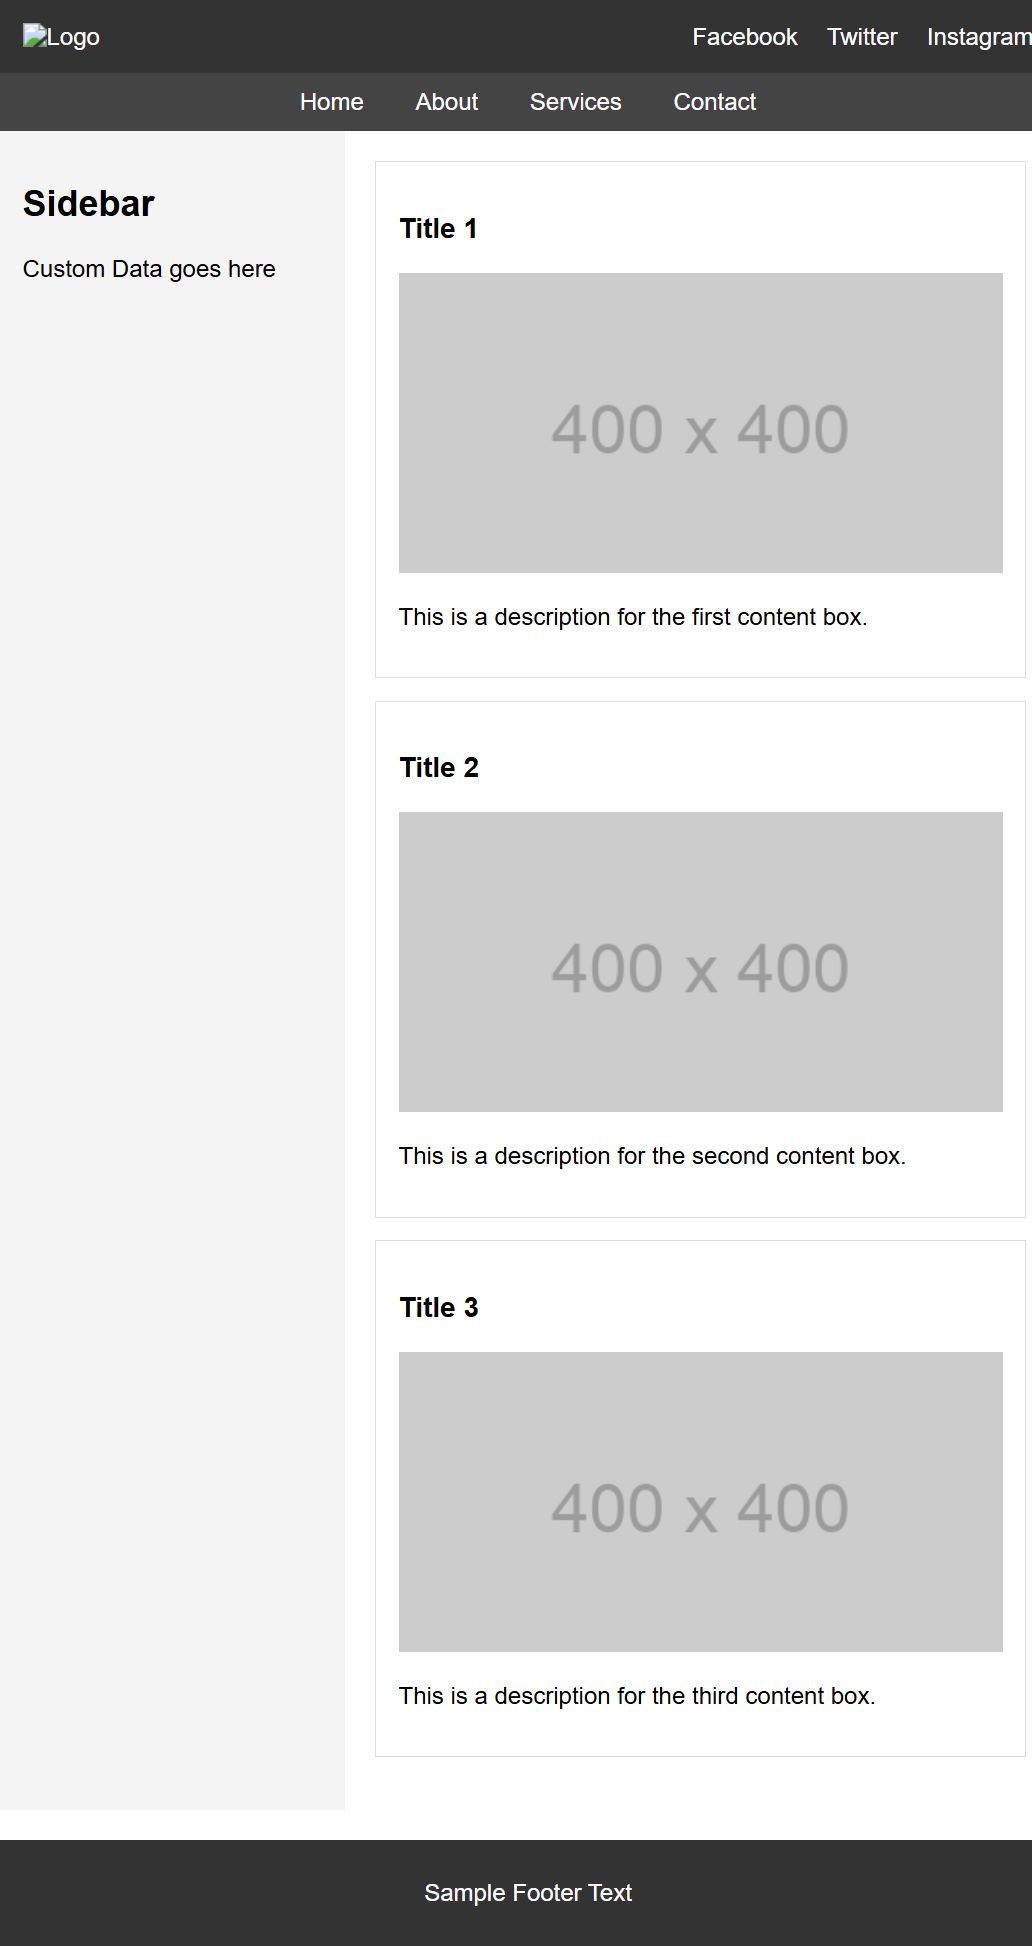 Logo
Facebook Twitter Instagram
Home About Services Contact
Sidebar
Custom Data goes here
Title 1
400 x 400
This is a description for the first content box.
Title 2
400 x 400
This is a description for the second content box.
Title 3
400 x 400
This is a description for the third content box.
Sample Footer Text